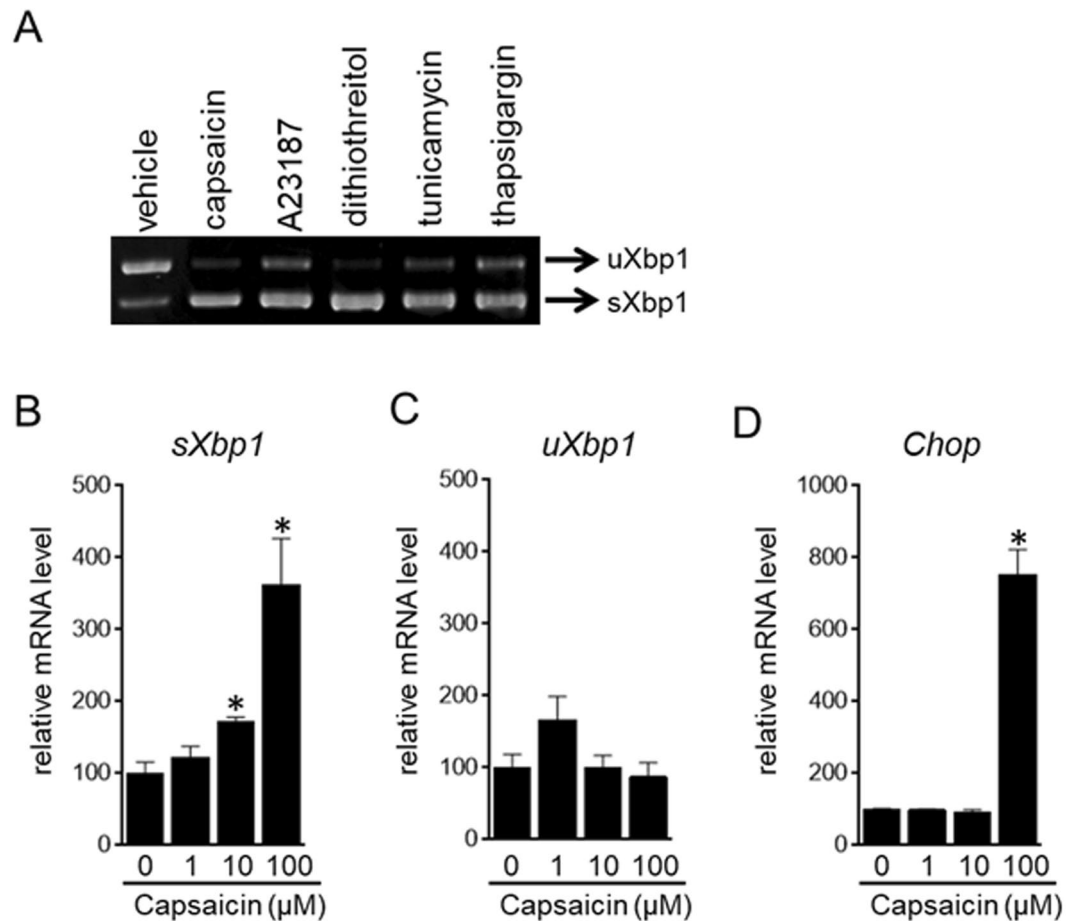 A
vehicle
capsaicin
A23187
dithiothreitol
tunicamycin
thapsigargin
uXbp1
sXbp1
B
sXbp1
relative mRNA level
500
400
300
200
100
0
0 1 10 100
Capsaicin (µM)
C
uXbp1
relative mRNA level
500
400
300
200
100
0
0 1 10 100
Capsaicin (µM)
D
Chop
relative mRNA level
1000
800
600
400
200
0
0 1 10 100
Capsaicin (µM)
* *
*